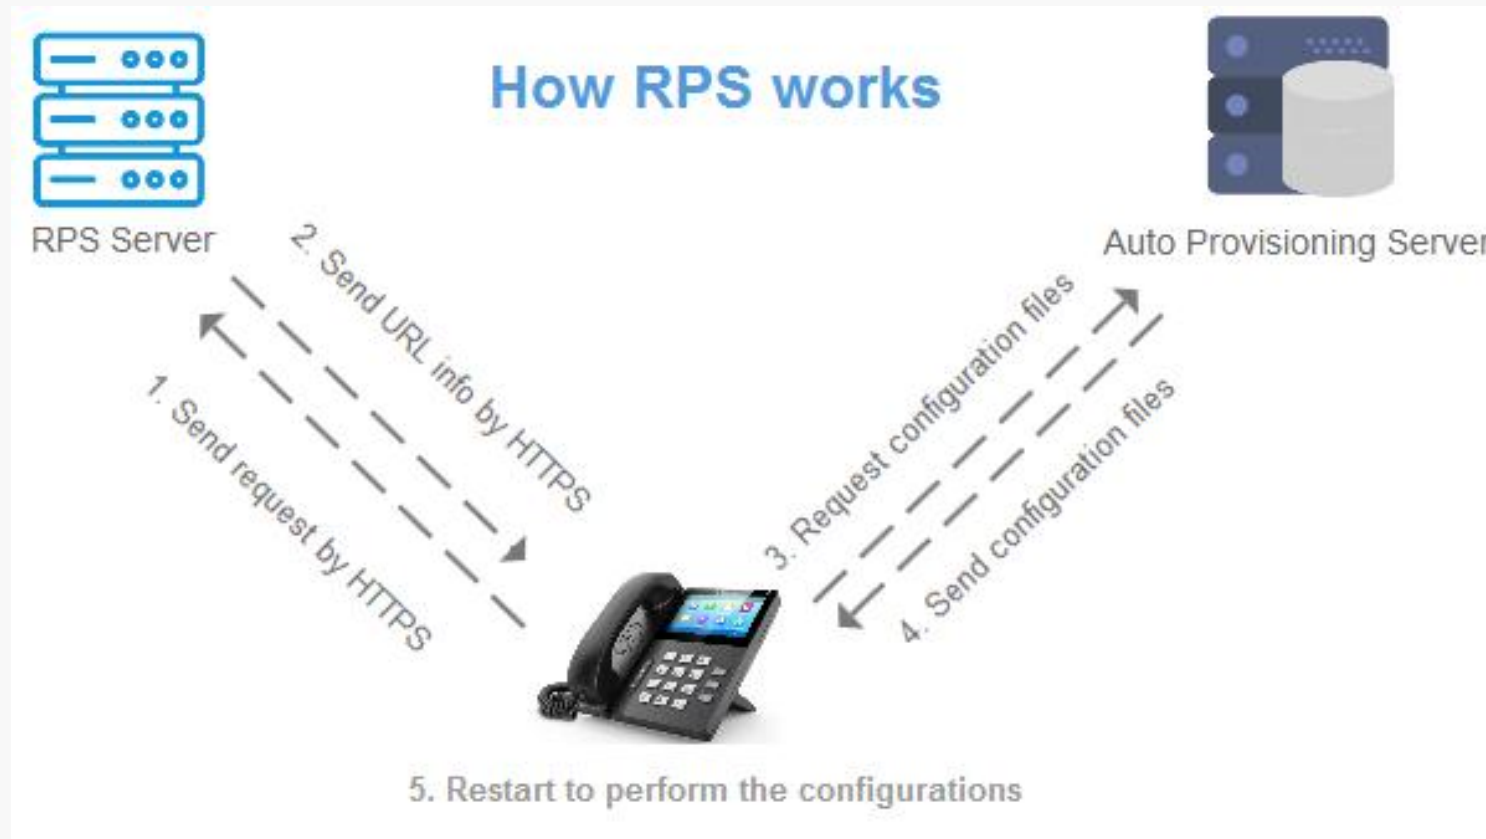 How RPS works
RPS Server
Auto Provisioning Server
1. Send request by HTTPS
2. Send URL info by HTTPS
3. Request configuration files
4. Send configuration files
5. Restart to perform the configurations